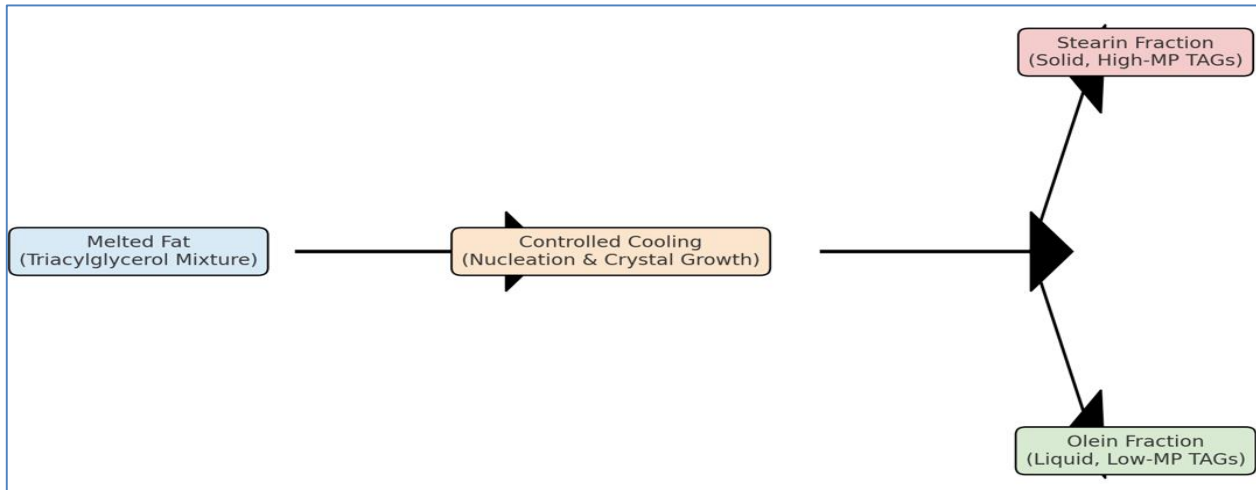 Stearin Fraction
(Solid, High-MP TAGs)
Melted Fat
(Triacylglycerol Mixture)
Controlled Cooling
(Nucleation & Crystal Growth)
Olein Fraction
(Liquid, Low-MP TAGs)